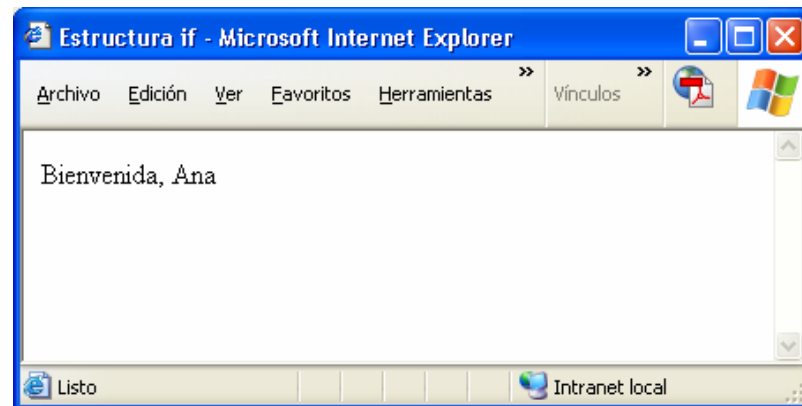 Estructura if - Microsoft Internet Explorer
Archivo Edición Ver Favoritos Herramientas » Vínculos »
Bienvenida, Ana
Listo Intranet local